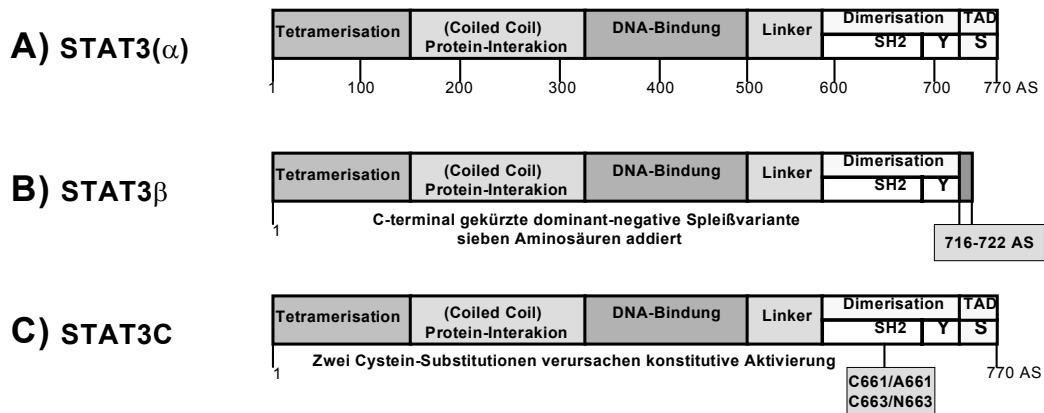 A) STAT3(α)
Tetramerisation
(Coiled Coil)
Protein-Interakion
DNA-Bindung
Linker
Dimerisation
SH2
Y
TAD
S
1 100 200 300 400 500 600 700 770 AS
B) STAT3β
Tetramerisation
(Coiled Coil)
Protein-Interakion
DNA-Bindung
Linker
Dimerisation
SH2
Y
1
C-terminal gekürzte dominant-negative Spleißvariante
sieben Aminosäuren addiert
716-722 AS
C) STAT3C
Tetramerisation
(Coiled Coil)
Protein-Interakion
DNA-Bindung
Linker
Dimerisation
SH2
Y
TAD
S
1
Zwei Cystein-Substitutionen verursachen konstitutive Aktivierung
770 AS
C661/A661
C663/N663